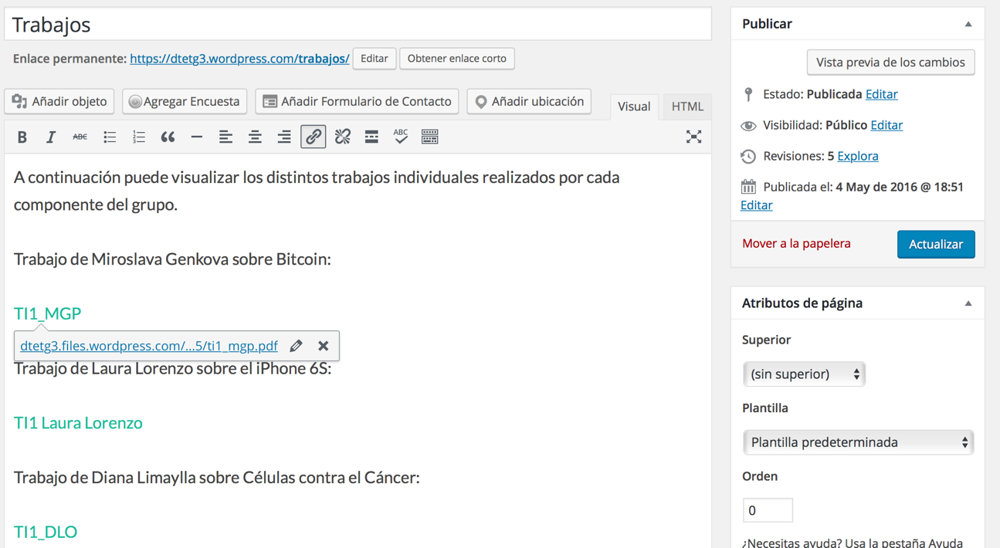 Trabajos
Enlace permanente: https://dtetg3.wordpress.com/trabajos/ Editar Obtener enlace corto
Añadir objeto Agregar Encuesta Añadir Formulario de Contacto Añadir ubicación Visual HTML
B I ABC ABC
A continuación puede visualizar los distintos trabajos individuales realizados por cada
componente del grupo.
Trabajo de Miroslava Genkova sobre Bitcoin:
TI1_MGP
dtetg3.files.wordpress.com/...5/ti1_mgp.pdf
Trabajo de Laura Lorenzo sobre el iPhone 6S:
TI1 Laura Lorenzo
Trabajo de Diana Limaylla sobre Células contra el Cáncer:
TI1_DLO
Publicar
Vista previa de los cambios
Estado: Publicada Editar
Visibilidad: Público Editar
Revisiones: 5 Explora
Publicada el: 4 May de 2016 @ 18:51
Editar
Mover a la papelera Actualizar
Atributos de página
Superior
(sin superior)
Plantilla
Plantilla predeterminada
Orden
0
¿Necesitas ayuda? Usa la pestaña Ayuda